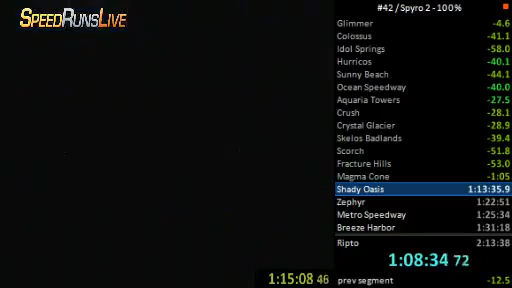 SPEEDRUNSLIVE
#42 / Spyro 2 - 100%
Glimmer -4.6
Colossus -41.1
Idol Springs -58.0
Hurricos -40.1
Sunny Beach -44.1
Ocean Speedway -40.0
Aquaria Towers -27.5
Crush -28.1
Crystal Glacier -28.9
Skelos Badlands -39.4
Scorch -51.8
Fracture Hills -53.0
Magma Cone -1:05
Shady Oasis 1:13:35.9
Zephyr 1:22:51
Metro Speedway 1:25:34
Breeze Harbor 1:31:18
Ripto 2:13:38
1:08:34 72
1:15:08 46
prev segment -12.5